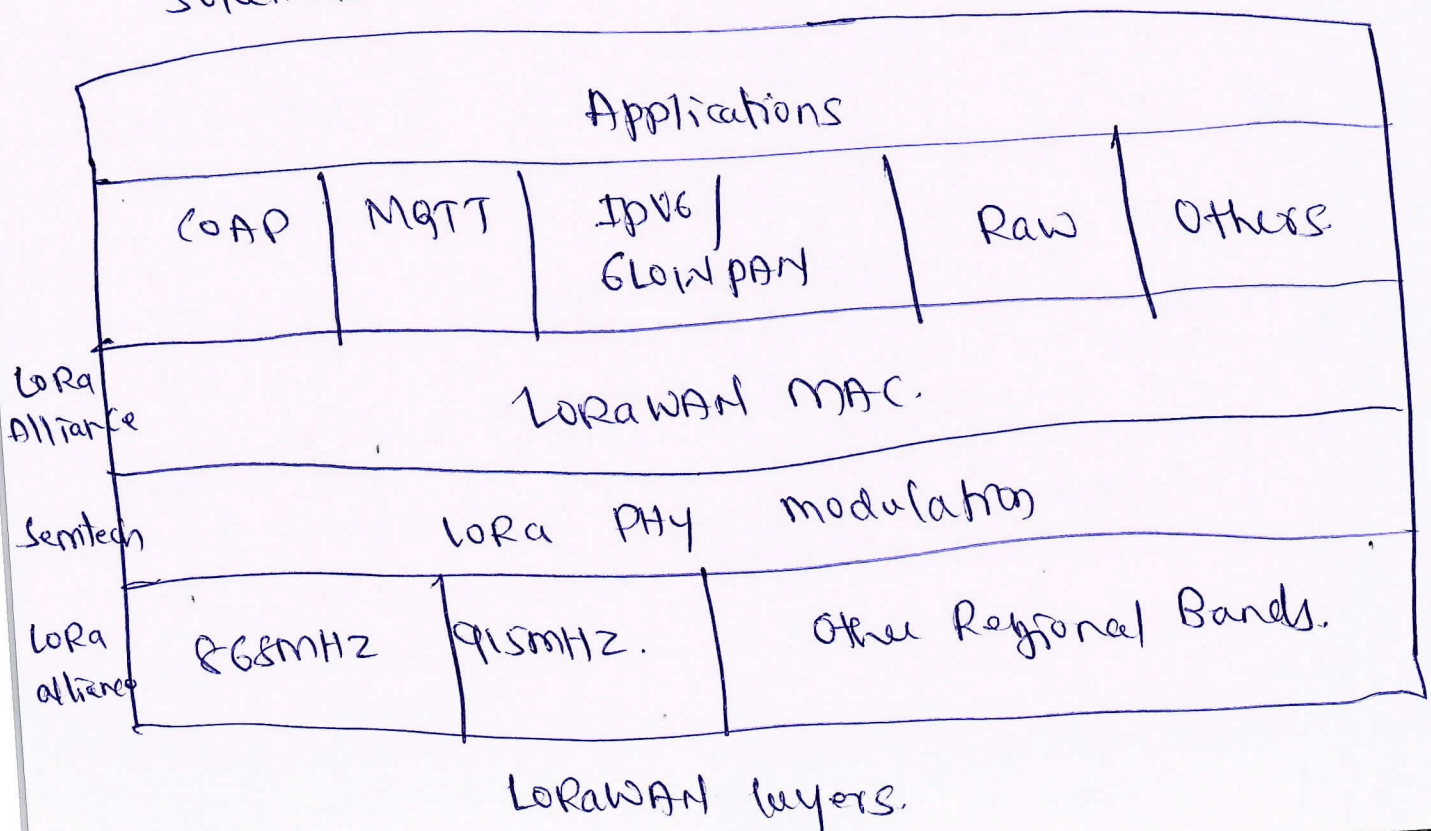 Applications
COAP MQTT IPV6/ Raw Others
6LOWPAN
LoRa
Alliance
LORaWAN MAC.
Semtech
LoRa PHY modulation
LoRa
alliance
868MHZ 915MHZ. Other Regional Bands.
LORaWAN layers.